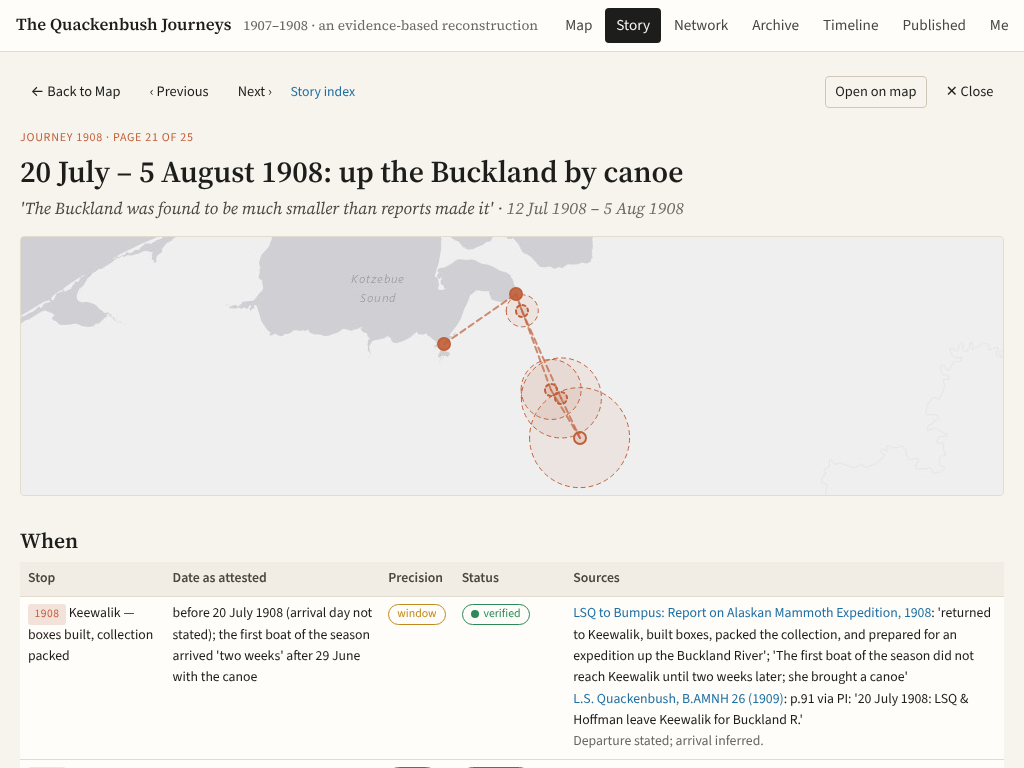 The Quackenbush Journeys 1907–1908 · an evidence-based reconstruction Map Story Network Archive Timeline Published Me
← Back to Map ‹ Previous Next › Story index Open on map ✕ Close
JOURNEY 1908 · PAGE 21 OF 25
20 July – 5 August 1908: up the Buckland by canoe
'The Buckland was found to be much smaller than reports made it' · 12 Jul 1908 – 5 Aug 1908
Kotzebue
Sound
When
Stop Date as attested Precision Status Sources
1908 Keewalik —
boxes built, collection
packed
before 20 July 1908 (arrival day not
stated); the first boat of the season
arrived 'two weeks' after 29 June
with the canoe
window
verified
LSQ to Bumpus: Report on Alaskan Mammoth Expedition, 1908: 'returned
to Keewalik, built boxes, packed the collection, and prepared for an
expedition up the Buckland River'; 'The first boat of the season did not
reach Keewalik until two weeks later; she brought a canoe'
L.S. Quackenbush, B.AMNH 26 (1909): p.91 via PI: '20 July 1908: LSQ &
Hoffman leave Keewalik for Buckland R.'
Departure stated; arrival inferred.